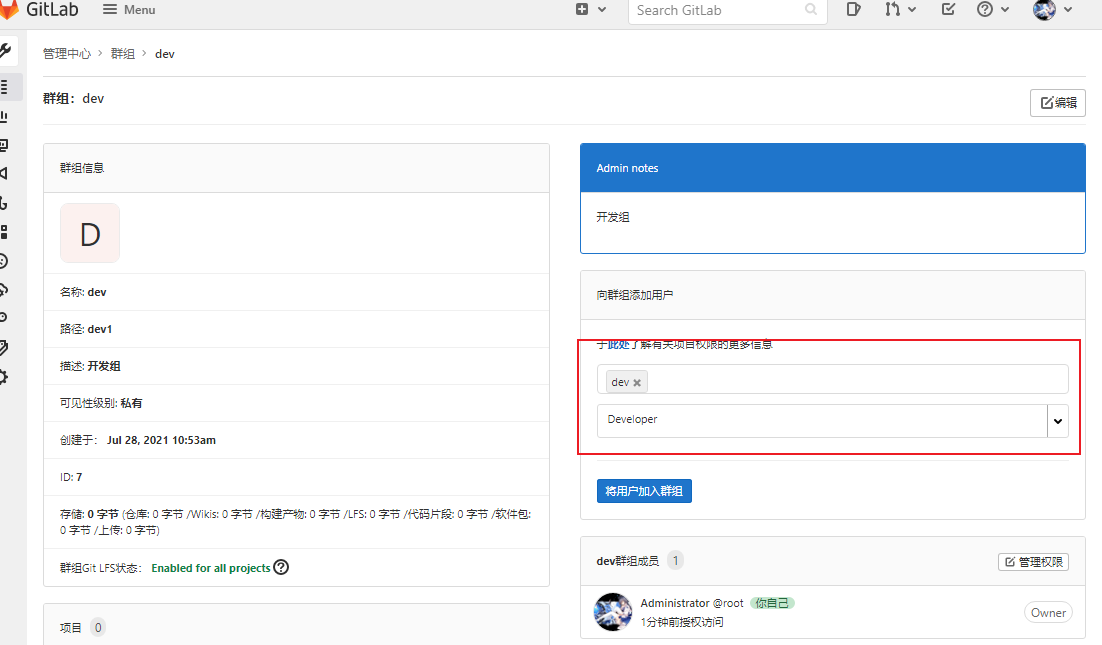 GitLab
Menu
Search GitLab
管理中心 > 群组 > dev
群组：dev
编辑
群组信息
D
名称: dev
路径: dev1
描述: 开发组
可见性级别: 私有
创建于： Jul 28, 2021 10:53am
ID: 7
存储: 0 字节 (仓库: 0 字节 /Wikis: 0 字节 /构建产物: 0 字节 /LFS: 0 字节 /代码片段: 0 字节 /软件包:
0 字节 /上传: 0 字节)
群组Git LFS状态： Enabled for all projects
项目 0
Admin notes
开发组
向群组添加用户
于此处了解有关项目权限的更多信息
dev
Developer
将用户加入群组
dev群组成员 1
管理权限
Administrator @root 你自己
1分钟前授权访问
Owner